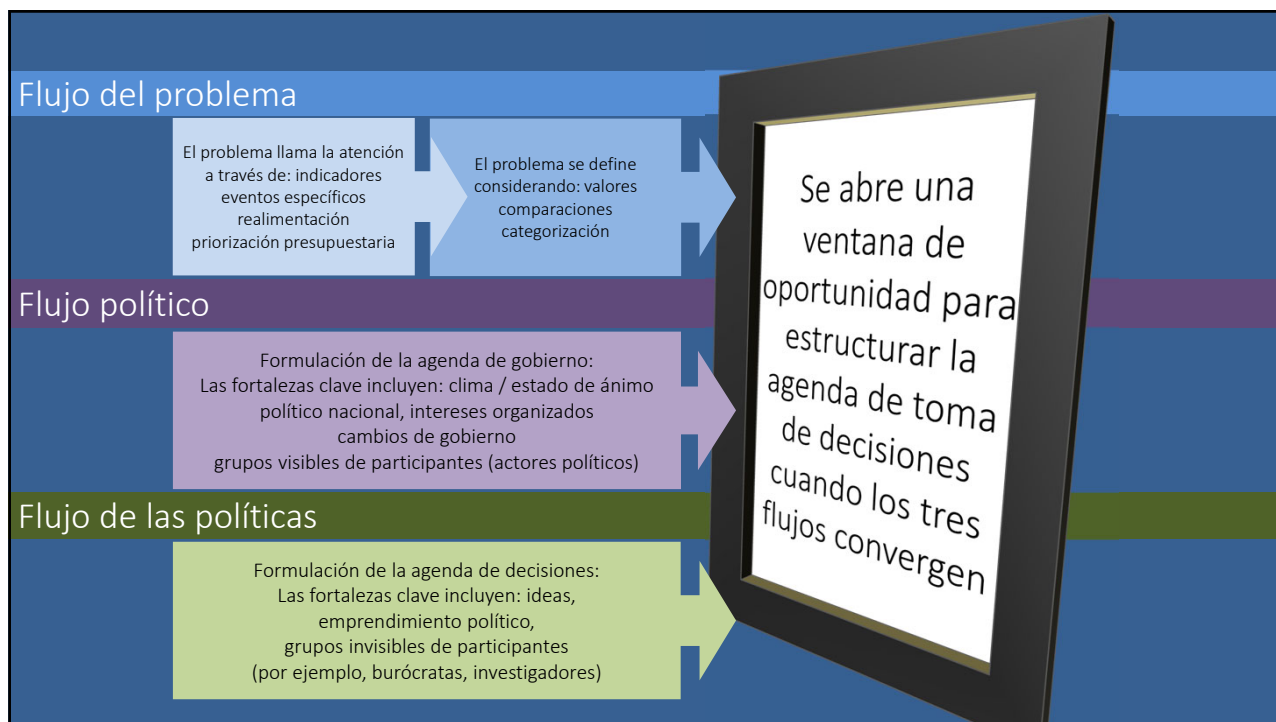 Flujo del problema
El problema llama la atención
a través de: indicadores
eventos específicos
realimentación
priorización presupuestaria
El problema se define
considerando: valores
comparaciones
categorización
Flujo político
Formulación de la agenda de gobierno:
Las fortalezas clave incluyen: clima / estado de ánimo
político nacional, intereses organizados
cambios de gobierno
grupos visibles de participantes (actores políticos)
Flujo de las políticas
Formulación de la agenda de decisiones:
Las fortalezas clave incluyen: ideas,
emprendimiento político,
grupos invisibles de participantes
(por ejemplo, burócratas, investigadores)
Se abre una
ventana de
oportunidad para
estructurar la
agenda de toma
de decisiones
cuando los tres
flujos convergen